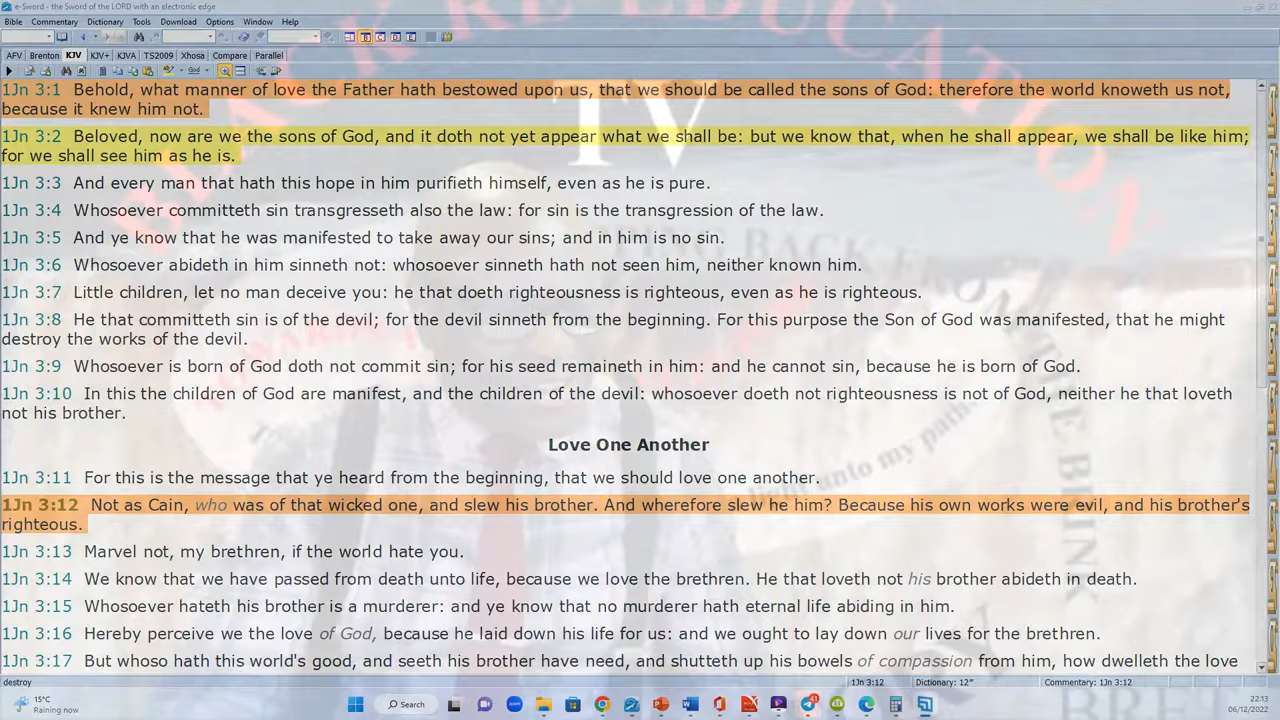 e-Sword - the Sword of the LORD with an electronic edge
Bible Commentary Dictionary Tools Download Options Window Help
AFV Brenton KJV KJV+ KJVA TS2009 Xhosa Compare Parallel
1Jn 3:1 Behold, what manner of love the Father hath bestowed upon us, that we should be called the sons of God: therefore the world knoweth us not,
because it knew him not.
1Jn 3:2 Beloved, now are we the sons of God, and it doth not yet appear what we shall be: but we know that, when he shall appear, we shall be like him;
for we shall see him as he is.
1Jn 3:3 And every man that hath this hope in him purifieth himself, even as he is pure.
1Jn 3:4 Whosoever committeth sin transgresseth also the law: for sin is the transgression of the law.
1Jn 3:5 And ye know that he was manifested to take away our sins; and in him is no sin.
1Jn 3:6 Whosoever abideth in him sinneth not: whosoever sinneth hath not seen him, neither known him.
1Jn 3:7 Little children, let no man deceive you: he that doeth righteousness is righteous, even as he is righteous.
1Jn 3:8 He that committeth sin is of the devil; for the devil sinneth from the beginning. For this purpose the Son of God was manifested, that he might
destroy the works of the devil.
1Jn 3:9 Whosoever is born of God doth not commit sin; for his seed remaineth in him: and he cannot sin, because he is born of God.
1Jn 3:10 In this the children of God are manifest, and the children of the devil: whosoever doeth not righteousness is not of God, neither he that loveth
not his brother.
Love One Another
1Jn 3:11 For this is the message that ye heard from the beginning, that we should love one another.
1Jn 3:12 Not as Cain, who was of that wicked one, and slew his brother. And wherefore slew he him? Because his own works were evil, and his brother's
righteous.
1Jn 3:13 Marvel not, my brethren, if the world hate you.
1Jn 3:14 We know that we have passed from death unto life, because we love the brethren. He that loveth not his brother abideth in death.
1Jn 3:15 Whosoever hateth his brother is a murderer: and ye know that no murderer hath eternal life abiding in him.
1Jn 3:16 Hereby perceive we the love of God, because he laid down his life for us: and we ought to lay down our lives for the brethren.
1Jn 3:17 But whoso hath this world's good, and seeth his brother have need, and shutteth up his bowels of compassion from him, how dwelleth the love
TV
BACK FROM
light unto my path.
BRINK
destroy
1Jn 3:12 Dictionary: 12" Commentary: 1Jn 3:12
15°C
Raining now
Search
41
22:13
06/12/2022